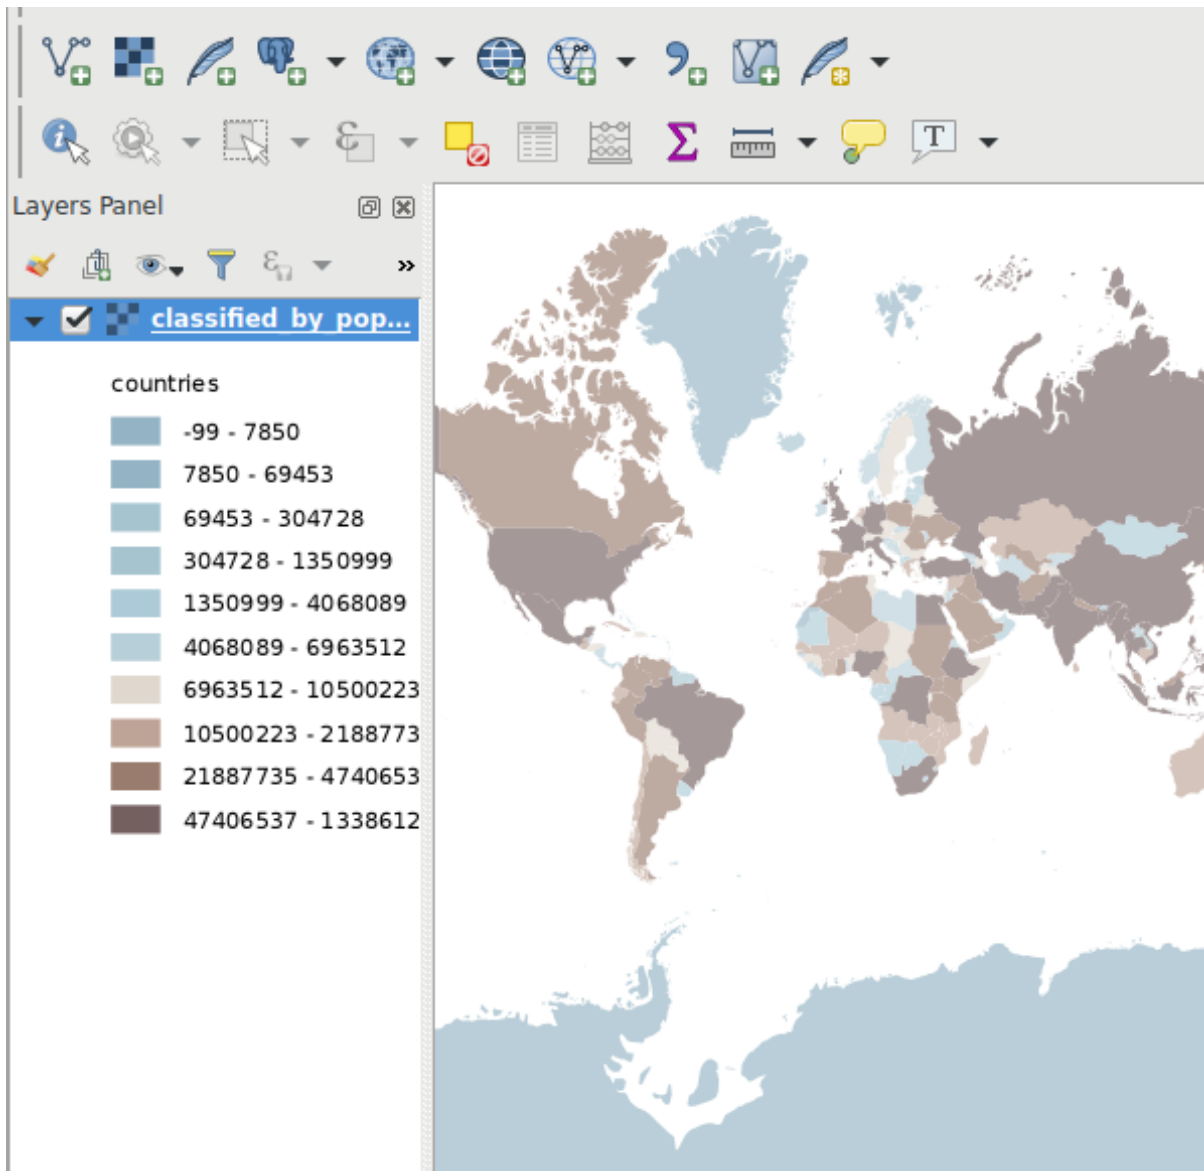 T
Layers Panel
classified_by_pop...
countries
-99 - 7850
7850 - 69453
69453 - 304728
304728 - 1350999
1350999 - 4068089
4068089 - 6963512
6963512 - 10500223
10500223 - 2188773
21887735 - 4740653
47406537 - 1338612